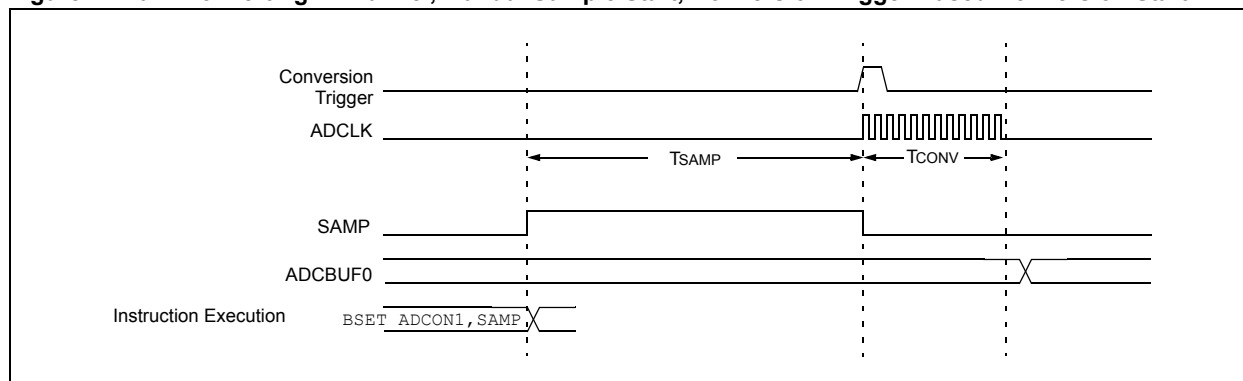 Conversion
Trigger
ADCLK
TSAMP
TCONV
SAMP
ADCBUF0
Instruction Execution
BSET ADCON1,SAMP